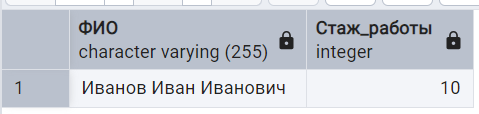 ФИО
character varying (255)
Стаж_работы
integer
1
Иванов Иван Иванович
10